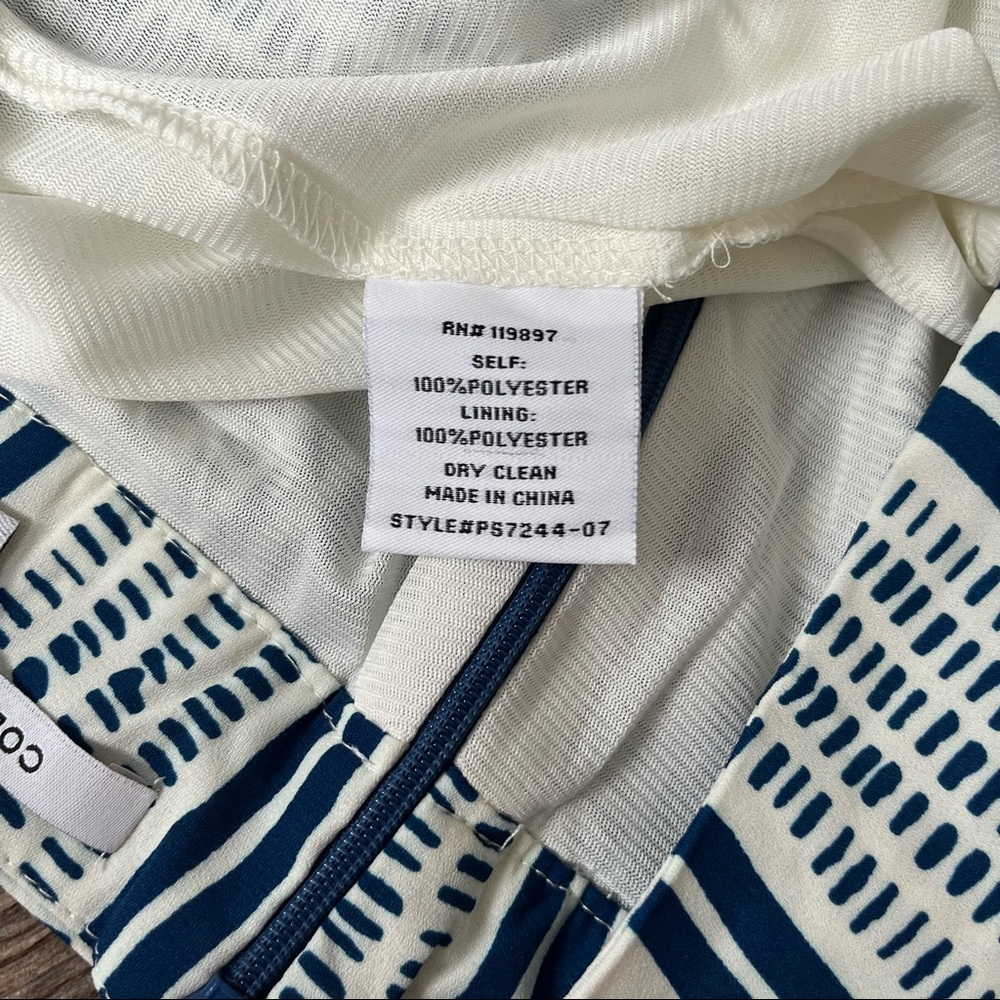 RN# 119897
SELF:
100%POLYESTER
LINING:
100%POLYESTER
DRY CLEAN
MADE IN CHINA
STYLE#PS7244-07